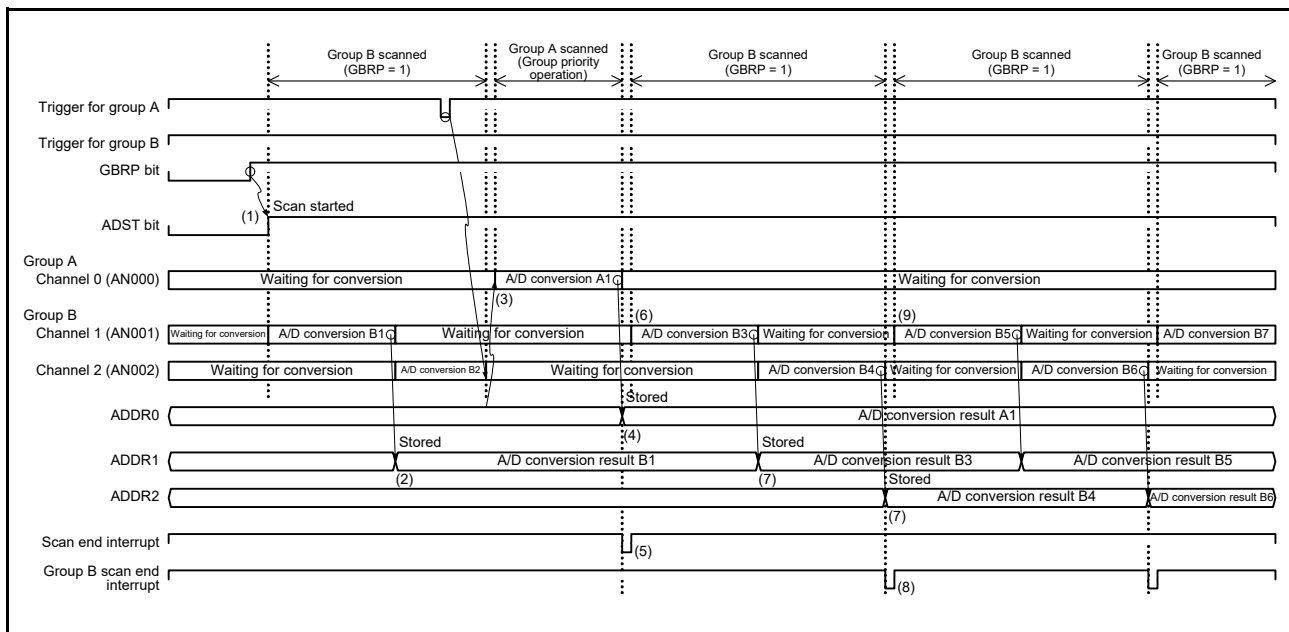 Group B scanned
(GBRP = 1)
Group A scanned
(Group priority
operation)
Group B scanned
(GBRP = 1)
Group B scanned
(GBRP = 1)
Group B scanned
(GBRP = 1)
Trigger for group A
Trigger for group B
GBRP bit
(1)
Scan started
ADST bit
Group A
Channel 0 (AN000)
Waiting for conversion
A/D conversion A1
Waiting for conversion
(3)
Group B
(6)
(9)
Channel 1 (AN001)
Waiting for conversion
A/D conversion B1
Waiting for conversion
A/D conversion B3
Waiting for conversion
A/D conversion B5
Waiting for conversion
A/D conversion B7
Channel 2 (AN002)
Waiting for conversion
A/D conversion B2
Waiting for conversion
A/D conversion B4
Waiting for conversion
A/D conversion B6
Waiting for conversion
Stored
ADDR0
A/D conversion result A1
(4)
Stored
Stored
ADDR1
A/D conversion result B1
A/D conversion result B3
A/D conversion result B5
(2)
(7)
Stored
ADDR2
A/D conversion result B4
A/D conversion result B6
(7)
Scan end interrupt
(5)
Group B scan end
interrupt
(8)